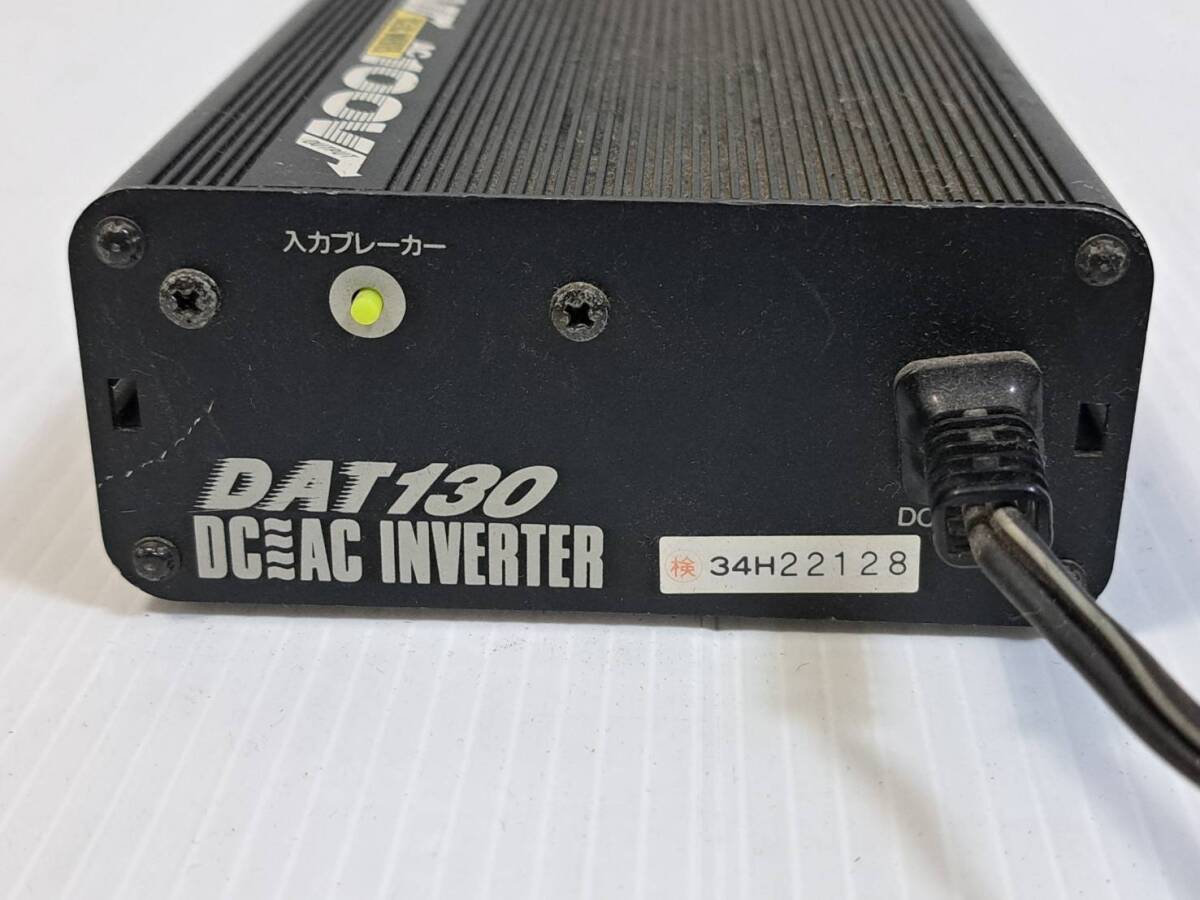 AC100V
入力ブレーカー
DAT130
DC AC INVERTER
DC
検 34H22128